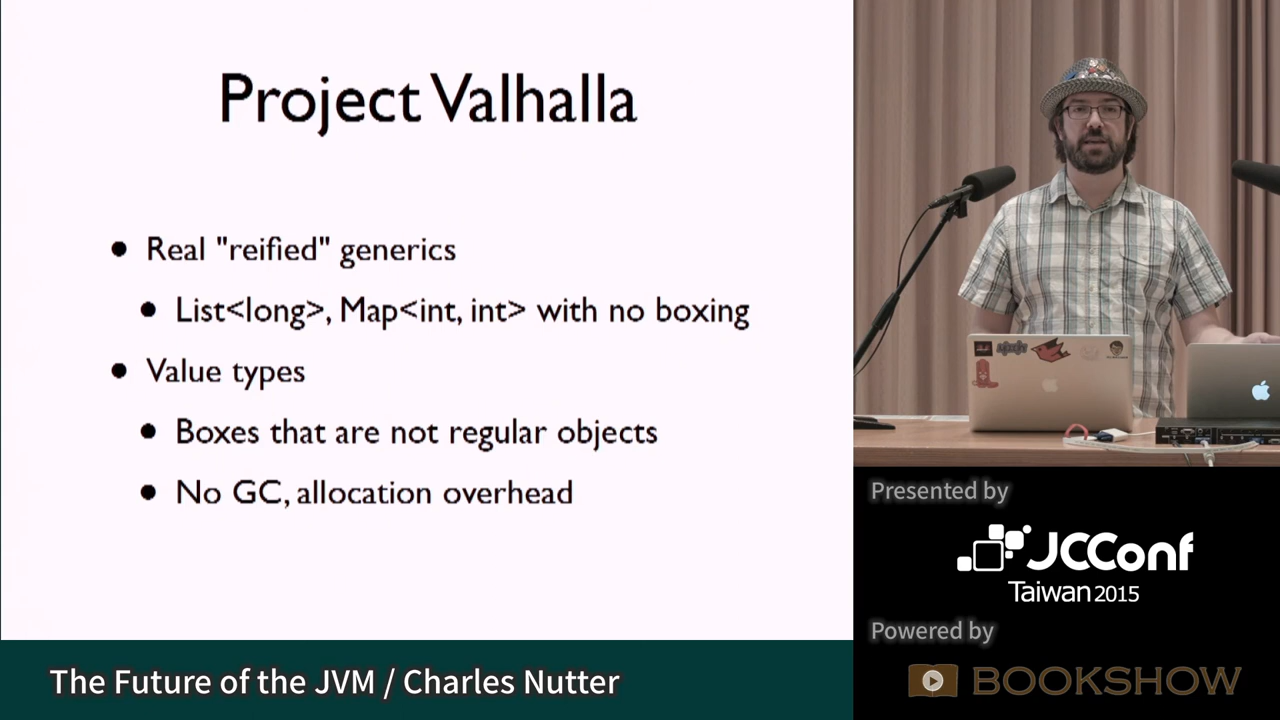 Project Valhalla
Real "reified" generics
List<long>, Map<int, int> with no boxing
Value types
Boxes that are not regular objects
No GC, allocation overhead
Presented by
JCConf
Taiwan 2015
Powered by
BOOKSHOW
The Future of the JVM / Charles Nutter